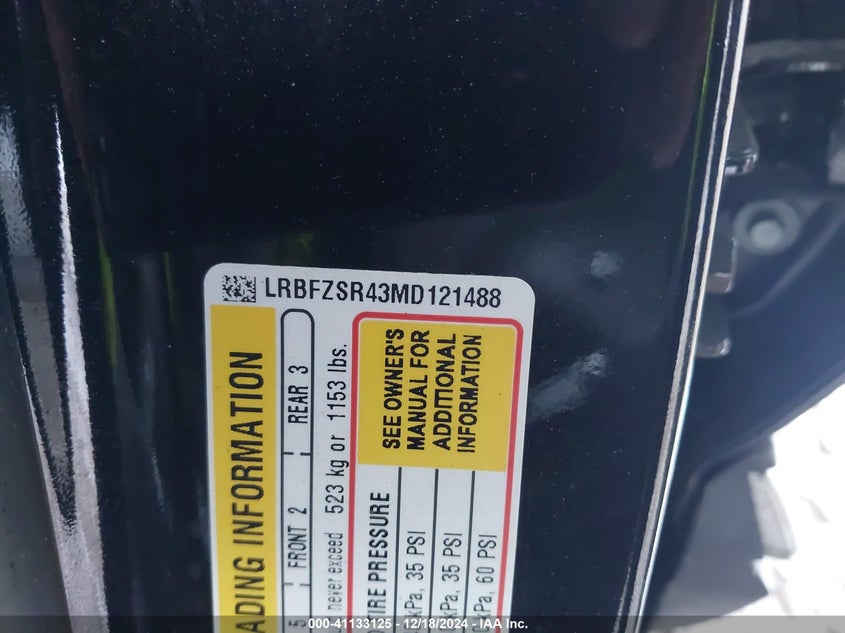 LRBFZSR43MD121488
ADING INFORMATION
5 FRONT 2 REAR 3
never exceed 523 kg or 1153 lbs.
SEE OWNER'S
MANUAL FOR
ADDITIONAL
INFORMATION
IRE PRESSURE
kPa, 35 PSI
kPa, 35 PSI
kPa, 60 PSI
000-41133125 - 12/18/2024 - IAA Inc.